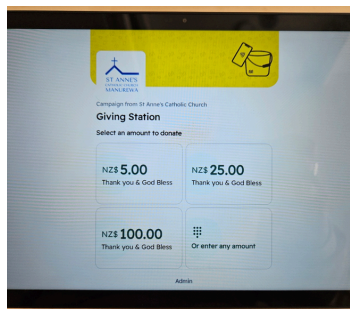 ST ANNE'S
CATHOLIC CHURCH
MANUREWA
Campaign from St Anne's Catholic Church
Giving Station
Select an amount to donate
NZ$ 5.00
Thank you & God Bless
NZ$ 25.00
Thank you & God Bless
NZ$ 100.00
Thank you & God Bless
Or enter any amount
Admin